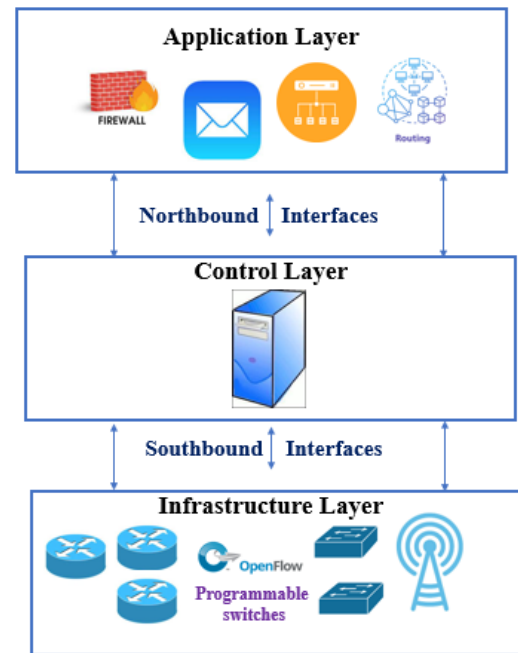 Application Layer
FIREWALL
Routing
Northbound Interfaces
Control Layer
Southbound Interfaces
Infrastructure Layer
OpenFlow
Programmable
switches